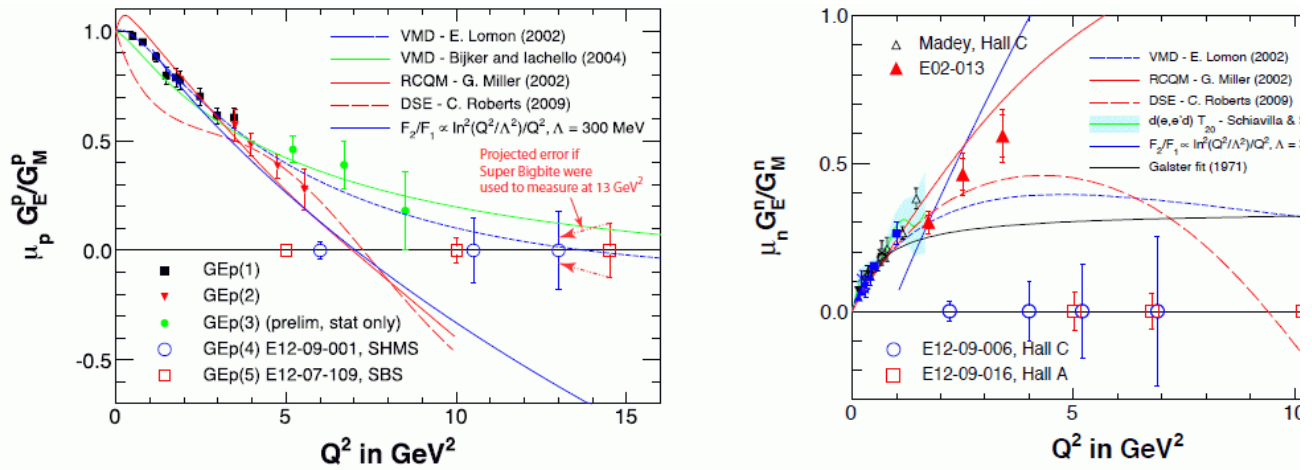 1.0
0.5
0.0
-0.5
μp GEp/GMp
VMD - E. Lomon (2002)
VMD - Bijker and Iachello (2004)
RCQM - G. Miller (2002)
DSE - C. Roberts (2009)
F2/F1 ∝ ln²(Q²/Λ²)/Q², Λ = 300 MeV
Projected error if
Super Bigbite were
used to measure at 13 GeV²
GEp(1)
GEp(2)
GEp(3) (prelim, stat only)
GEp(4) E12-09-001, SHMS
GEp(5) E12-07-109, SBS
0 5 10 15
Q² in GeV²
1.0
0.5
0.0
μn GEn/GMn
Madey, Hall C
E02-013
VMD - E. Lomon (2002)
RCQM - G. Miller (2002)
DSE - C. Roberts (2009)
d(e,e'd) T20 - Schiavilla &
F2/F1 ∝ ln²(Q²/Λ²)/Q², Λ =
Galster fit (1971)
E12-09-006, Hall C
E12-09-016, Hall A
0 5 10
Q² in GeV²